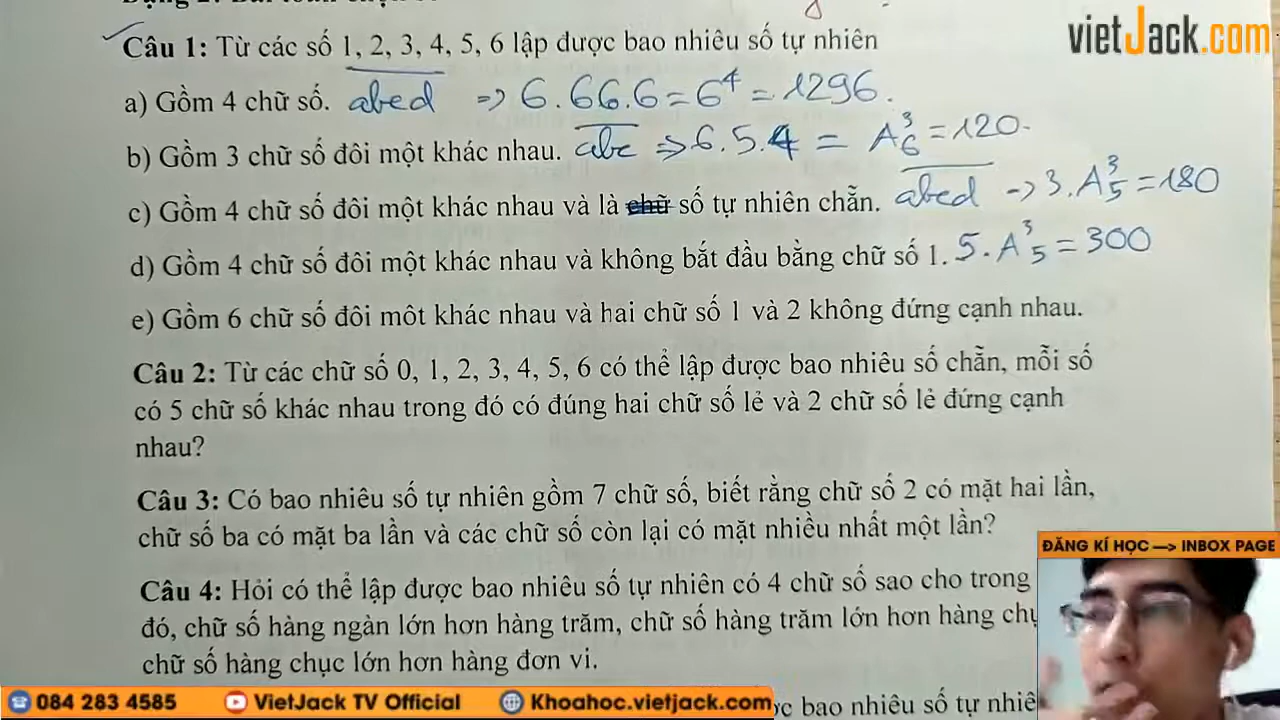 vietJack.com
Câu 1: Từ các số 1, 2, 3, 4, 5, 6 lập được bao nhiêu số tự nhiên
a) Gồm 4 chữ số. abcd => 6.66.6 = 6^4 = 1296.
b) Gồm 3 chữ số đôi một khác nhau. abc => 6.5.4 = A_6^3 = 120.
c) Gồm 4 chữ số đôi một khác nhau và là chữ số tự nhiên chẵn. abcd -> 3.A_5^3 = 180
d) Gồm 4 chữ số đôi một khác nhau và không bắt đầu bằng chữ số 1. 5.A_5^3 = 300
e) Gồm 6 chữ số đôi môt khác nhau và hai chữ số 1 và 2 không đứng cạnh nhau.
Câu 2: Từ các chữ số 0, 1, 2, 3, 4, 5, 6 có thể lập được bao nhiêu số chẵn, mỗi số
có 5 chữ số khác nhau trong đó có đúng hai chữ số lẻ và 2 chữ số lẻ đứng cạnh
nhau?
Câu 3: Có bao nhiêu số tự nhiên gồm 7 chữ số, biết rằng chữ số 2 có mặt hai lần,
chữ số ba có mặt ba lần và các chữ số còn lại có mặt nhiều nhất một lần?
Câu 4: Hỏi có thể lập được bao nhiêu số tự nhiên có 4 chữ số sao cho trong
đó, chữ số hàng ngàn lớn hơn hàng trăm, chữ số hàng trăm lớn hơn hàng
chữ số hàng chục lớn hơn hàng đơn vi.
bao nhiêu số tự
ĐĂNG KÍ HỌC —> INBOX PAGE
084 283 4585 VietJack TV Official Khoahoc.vietjack.com